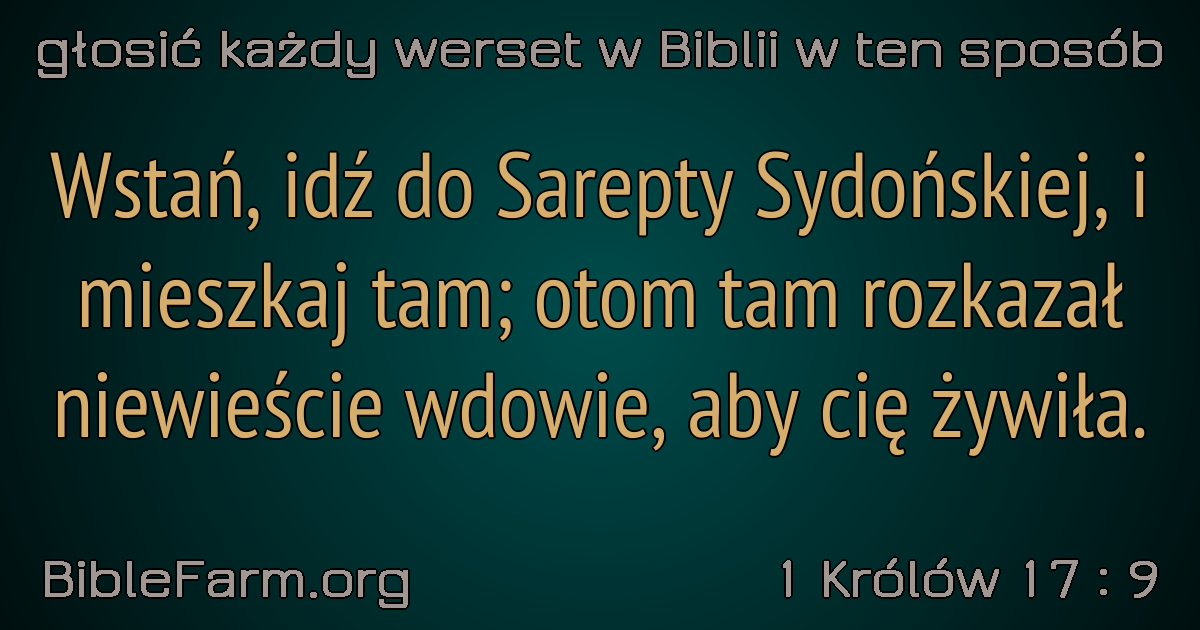 głosić każdy werset w Biblii w ten sposób
Wstań, idź do Sarepty Sydońskiej, i
mieszkaj tam; otom tam rozkazał
niewieście wdowie, aby cię żywiła.
BibleFarm.org
1 Królów 17 : 9